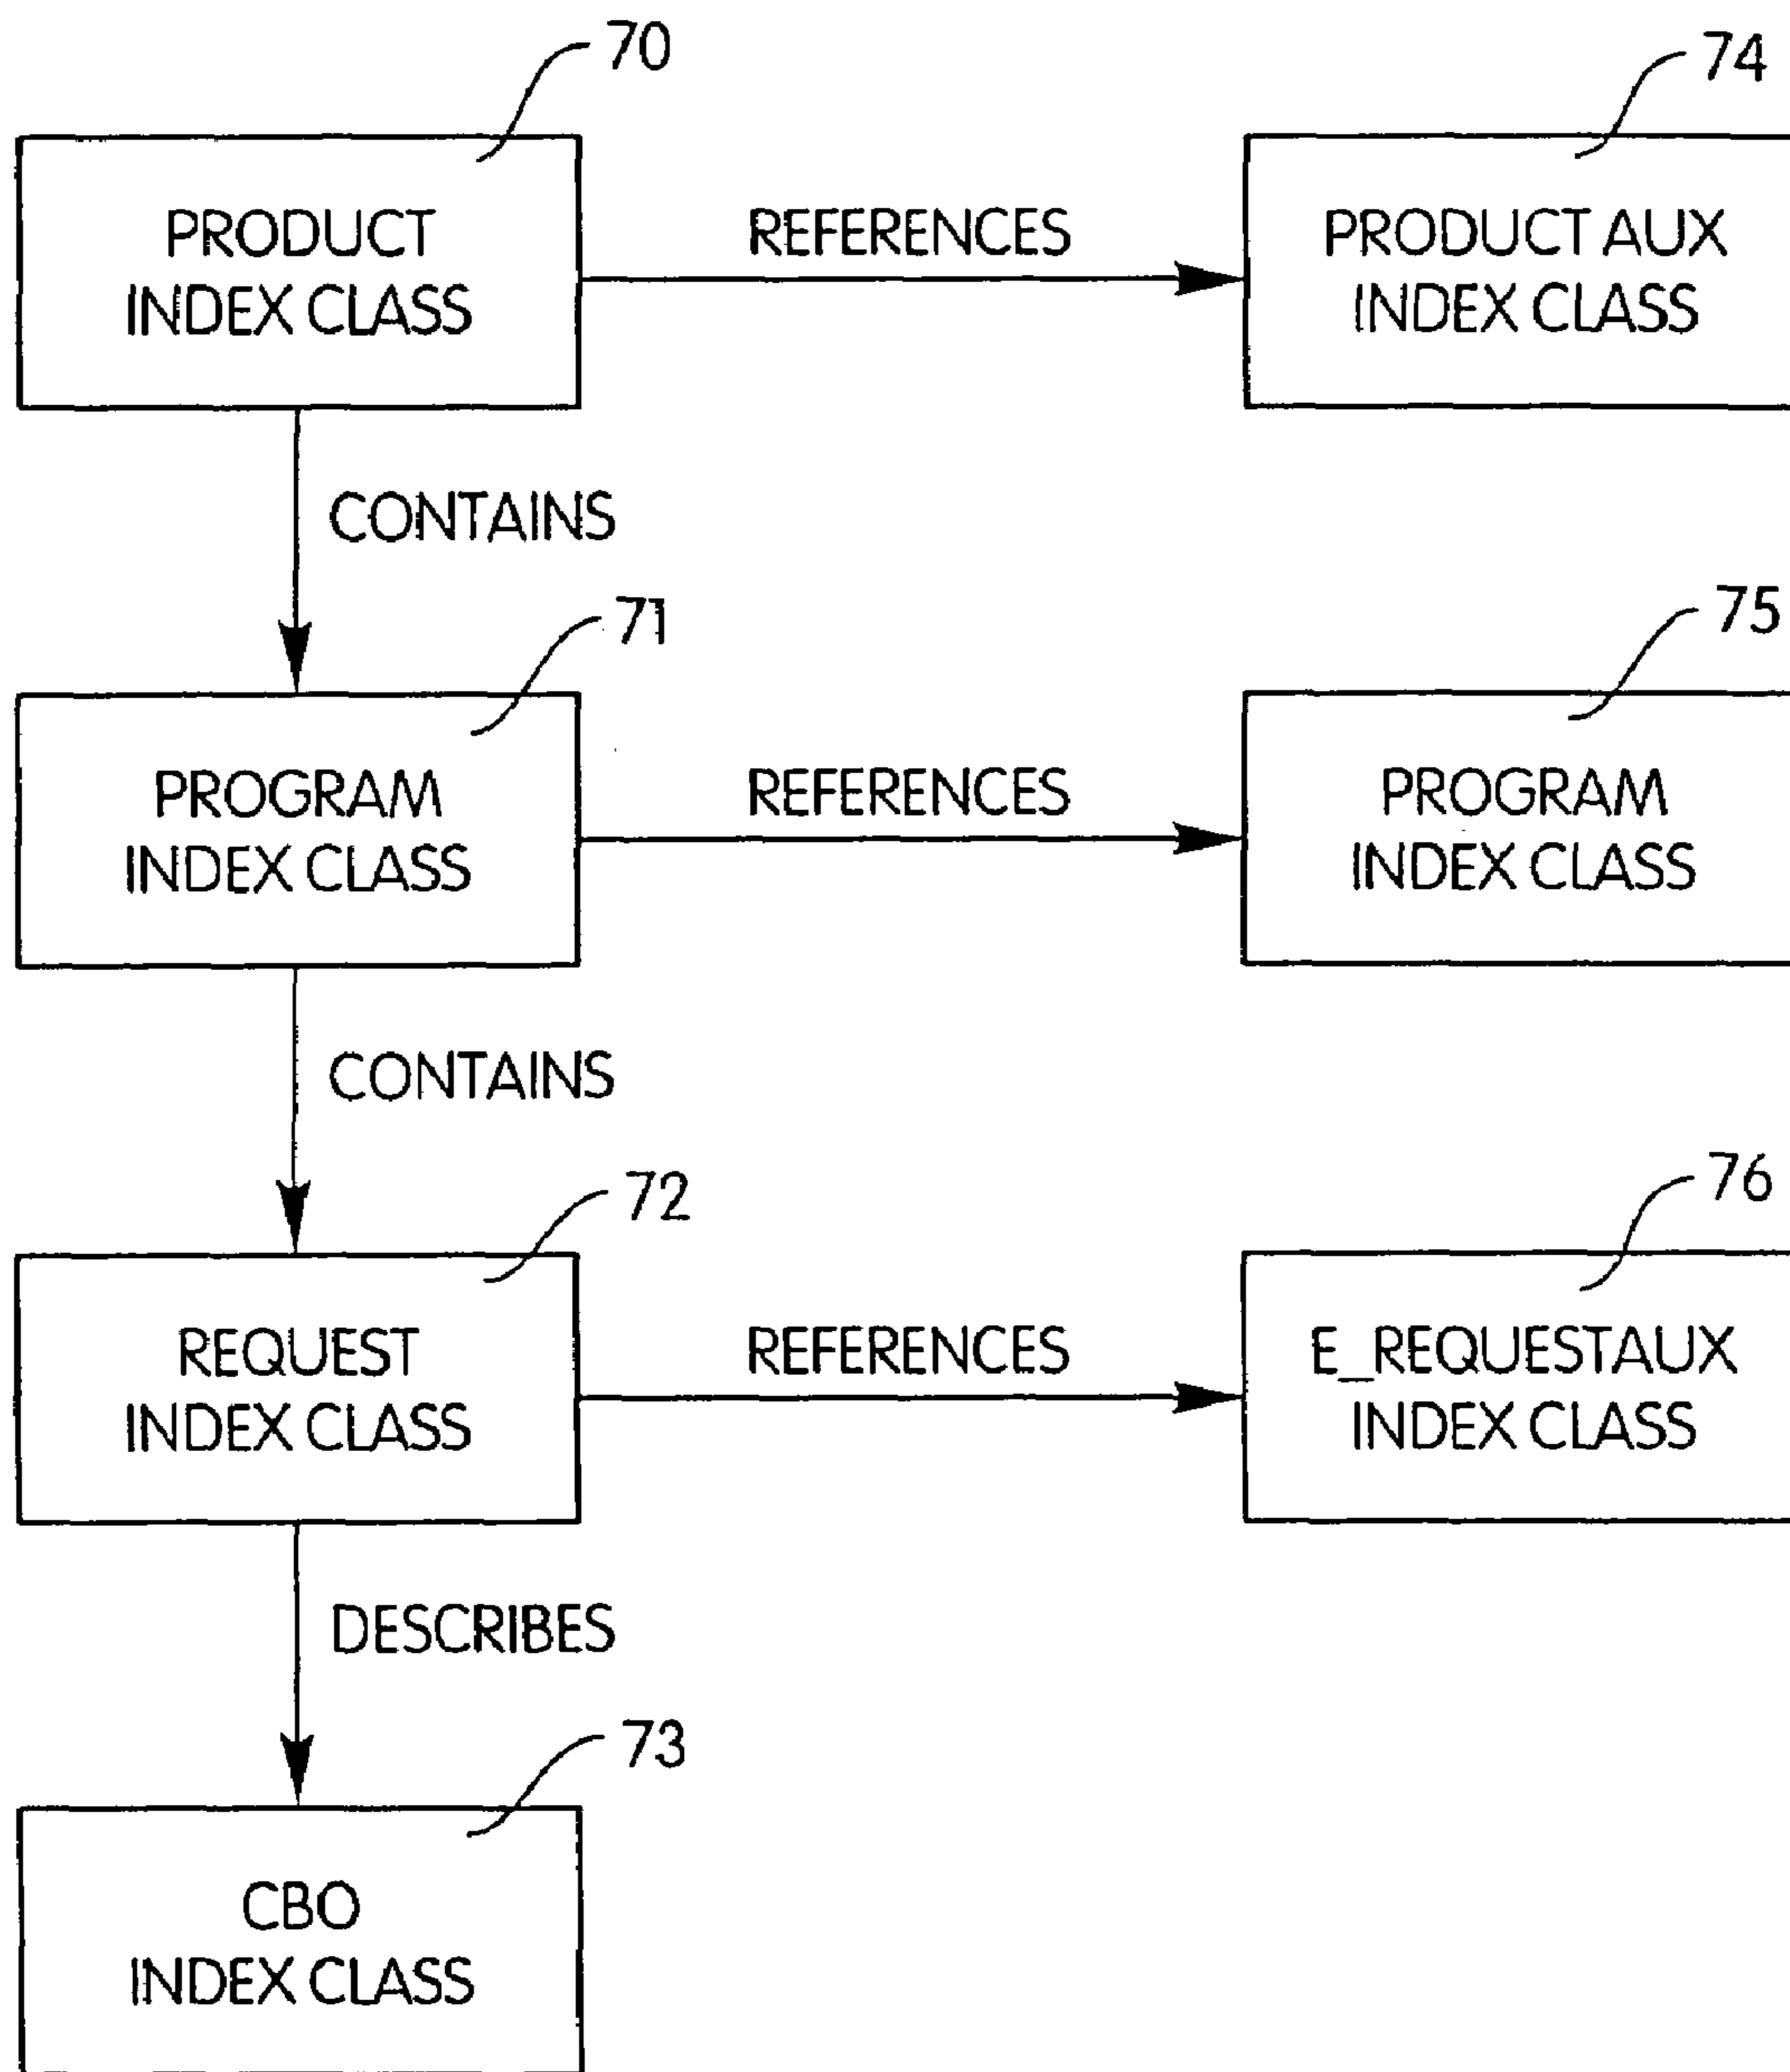 70
74
PRODUCT
INDEX CLASS
REFERENCES
PRODUCT AUX
INDEX CLASS
CONTAINS
71
75
PROGRAM
INDEX CLASS
REFERENCES
PROGRAM
INDEX CLASS
CONTAINS
72
76
REQUEST
INDEX CLASS
REFERENCES
E_REQUESTAUX
INDEX CLASS
DESCRIBES
73
CBO
INDEX CLASS